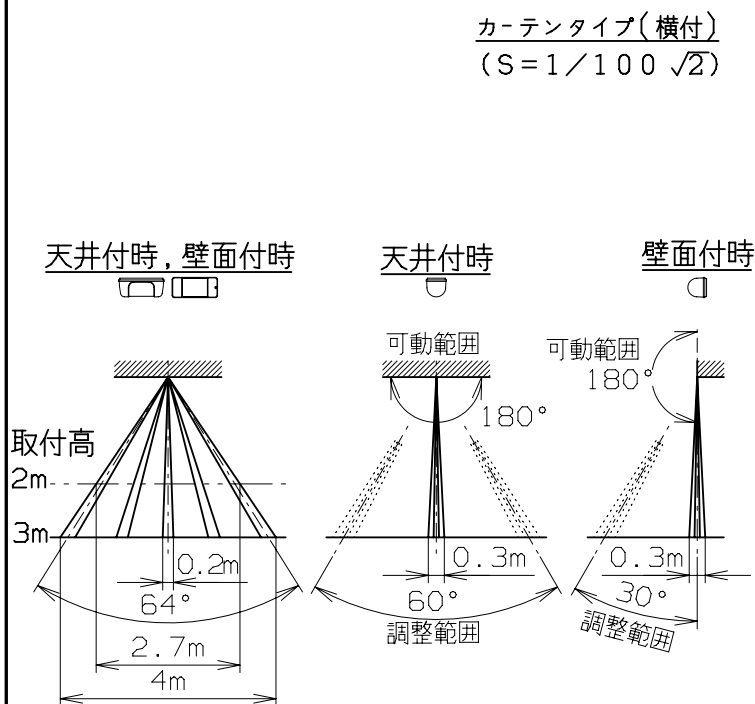 カーテンタイプ(横付)
(S=1/100 √2)
天井付時,壁面付時
天井付時
壁面付時
可動範囲
180°
可動範囲
180°
取付高
2m
3m
0.2m
64°
2.7m
4m
0.3m
60°
調整範囲
0.3m
30°
調整範囲